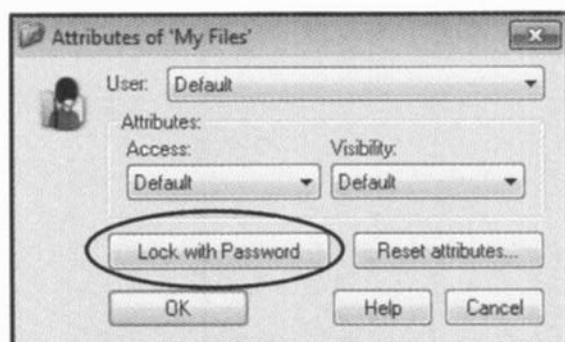 Attributes of 'My Files'
User: Default
Attributes:
Access: Visibility:
Default Default
Lock with Password Reset attributes...
OK Help Cancel